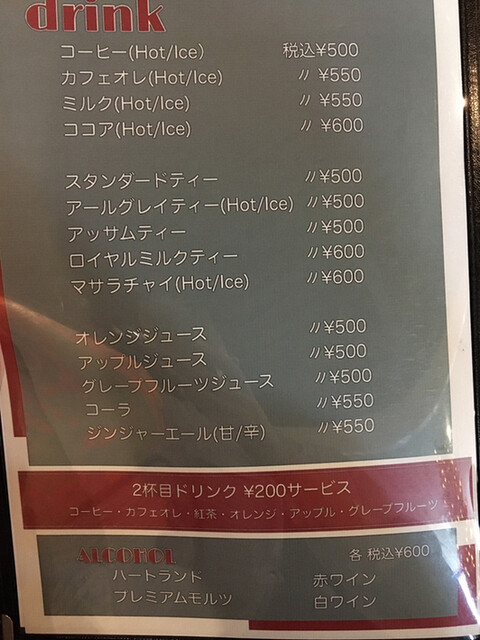 drink
コーヒー(Hot/Ice) 税込¥500
カフェオレ(Hot/Ice) 〃 ¥550
ミルク(Hot/Ice) 〃 ¥550
ココア(Hot/Ice) 〃 ¥600
スタンダードティー 〃¥500
アールグレイティー(Hot/Ice) 〃¥500
アッサムティー 〃¥500
ロイヤルミルクティー 〃¥600
マサラチャイ(Hot/Ice) 〃¥600
オレンジジュース 〃¥500
アップルジュース 〃¥500
グレープフルーツジュース 〃¥500
コーラ 〃¥550
ジンジャーエール(甘/辛) 〃¥550
2杯目ドリンク ¥200サービス
コーヒー・カフェオレ・紅茶・オレンジ・アップル・グレープフルーツ
ALCOHOL 各 税込¥600
ハートランド 赤ワイン
プレミアムモルツ 白ワイン